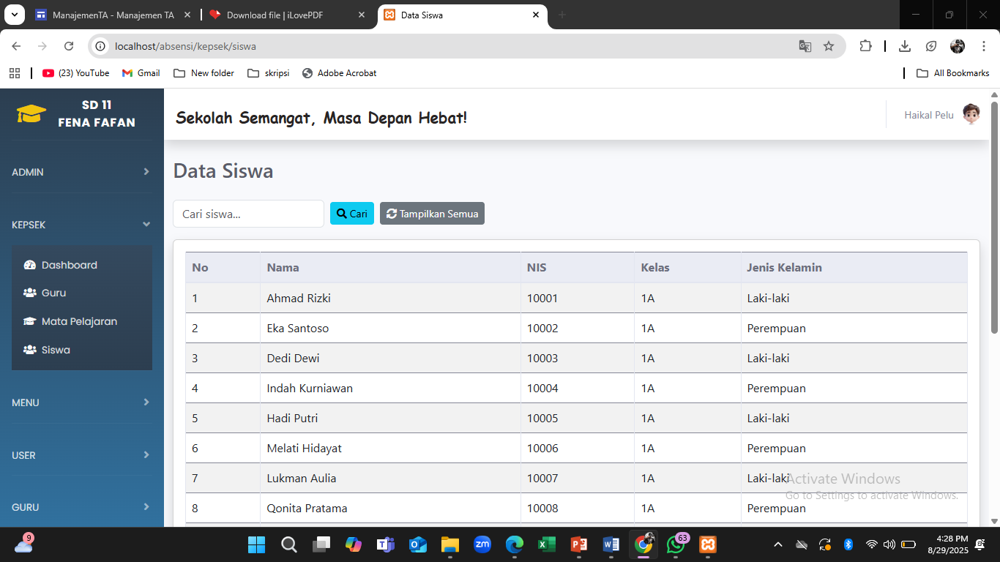 ManajemenTA - Manajemen TA
Download file | iLovePDF
Data Siswa
localhost/absensi/kepsek/siswa
(23) YouTube
Gmail
New folder
skripsi
Adobe Acrobat
All Bookmarks
SD 11
FENA FAFAN
Sekolah Semangat, Masa Depan Hebat!
Haikal Pelu
ADMIN
KEPSEK
Dashboard
Guru
Mata Pelajaran
Siswa
MENU
USER
GURU
Data Siswa
Cari siswa...
Cari
Tampilkan Semua
No Nama NIS Kelas Jenis Kelamin
1 Ahmad Rizki 10001 1A Laki-laki
2 Eka Santoso 10002 1A Perempuan
3 Dedi Dewi 10003 1A Laki-laki
4 Indah Kurniawan 10004 1A Perempuan
5 Hadi Putri 10005 1A Laki-laki
6 Melati Hidayat 10006 1A Perempuan
7 Lukman Aulia 10007 1A Laki-laki
8 Qonita Pratama 10008 1A Perempuan
Activate Windows
Go to Settings to activate Windows.
9
zm
63
4:28 PM
8/29/2025